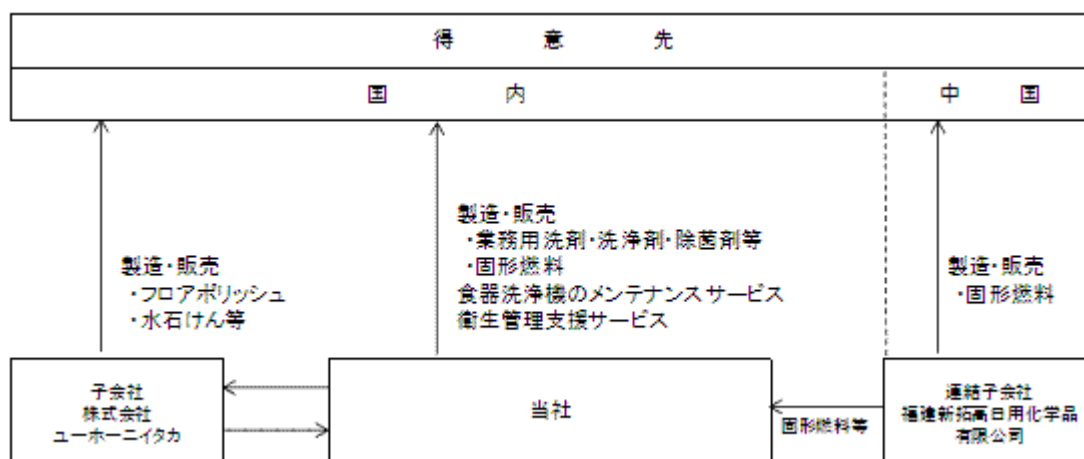 得意先
国内
中国
製造・販売
・フロアポリッシュ
・水石けん等
製造・販売
・業務用洗剤・洗浄剤・除菌剤等
・固形燃料
食器洗浄機のメンテナンスサービス
衛生管理支援サービス
製造・販売
・固形燃料
子会社
株式会社
ユーホーニイタカ
当社
固形燃料等
連結子会社
福建新拓高日用化学品
有限公司